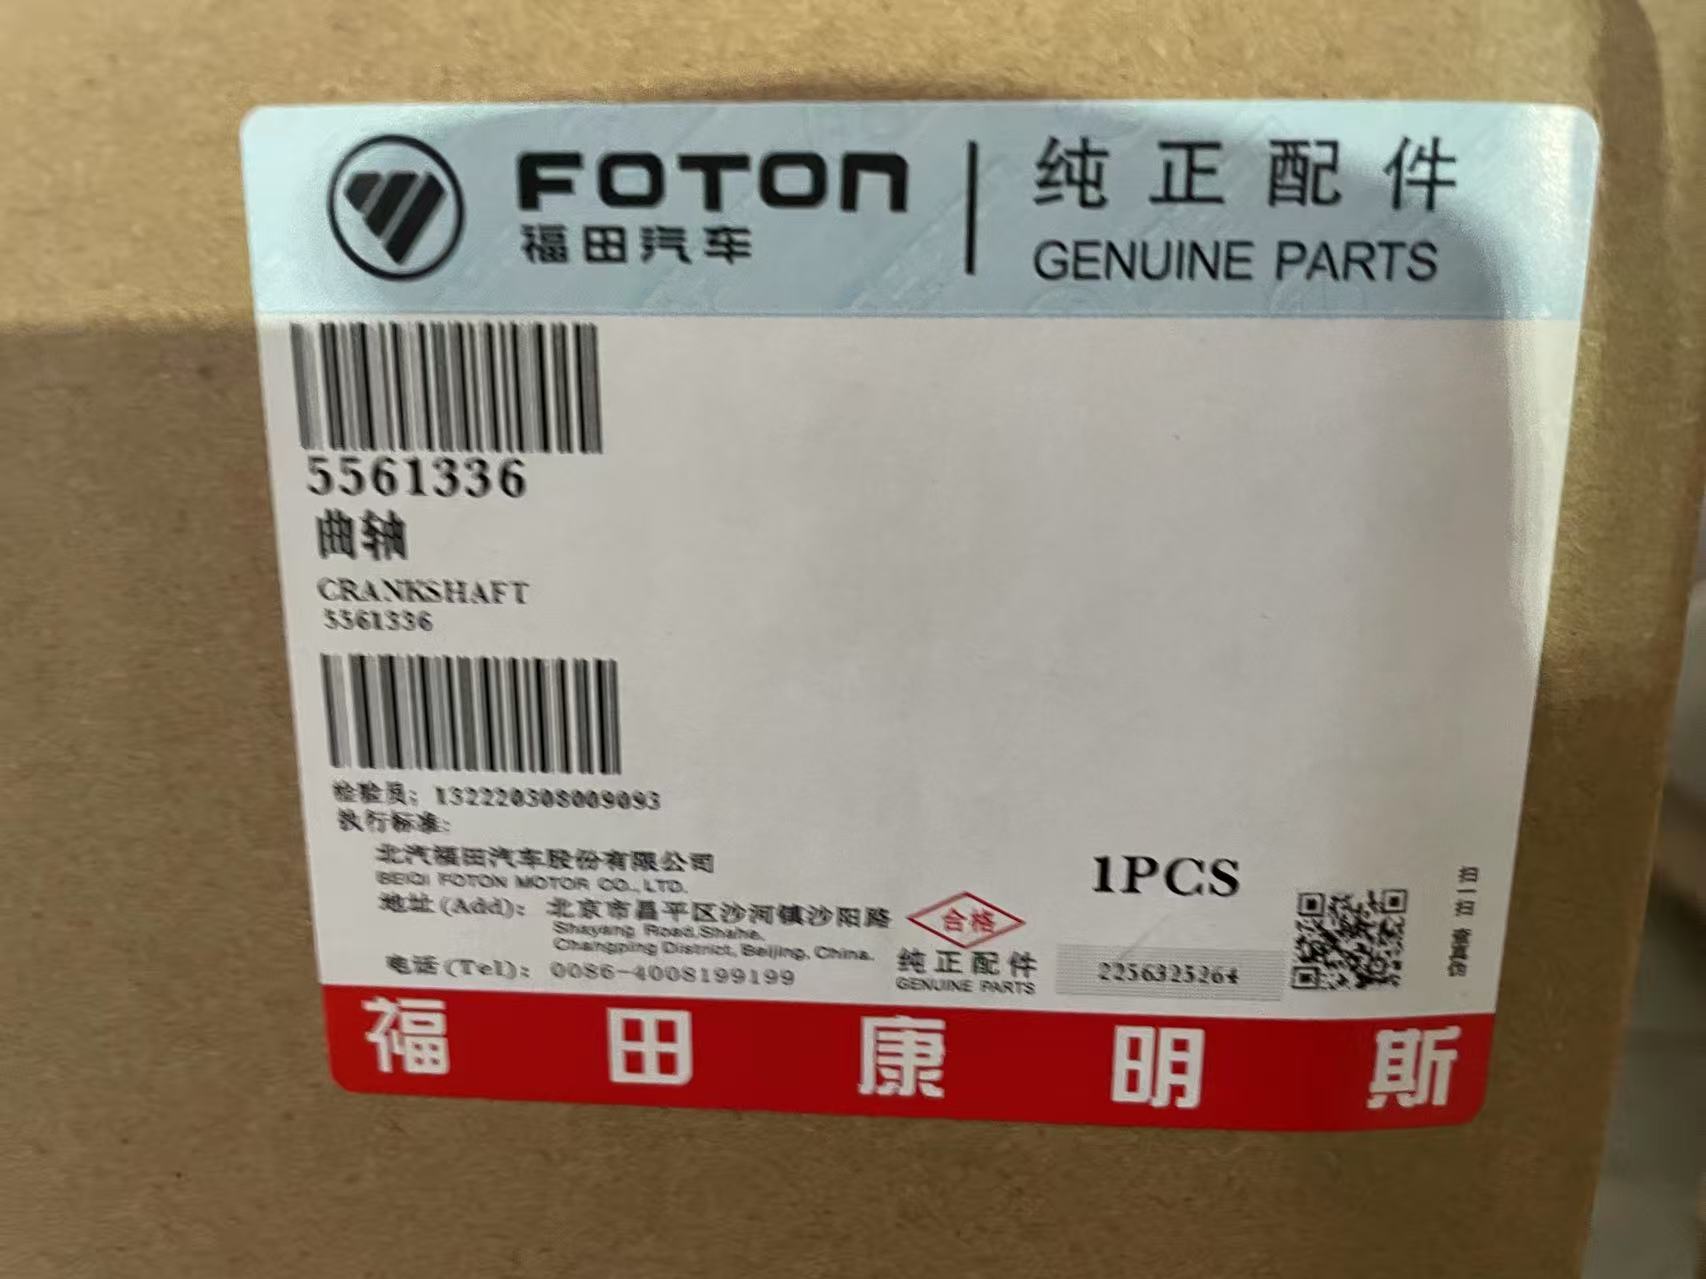 FOTON
福田汽车
纯正配件
GENUINE PARTS
5561336
曲轴
CRANKSHAFT
5561336
检验员: 132220308009093
执行标准:
北汽福田汽车股份有限公司
BEIQI FOTON MOTOR CO., LTD.
地址(Add): 北京市昌平区沙河镇沙阳路
Shayang Road,Shahe,
Changping District, Beijing, China.
电话(Tel): 0086-4008199199
合格
纯正配件
GENUINE PARTS
1PCS
2256325264
扫一扫
福田康明斯